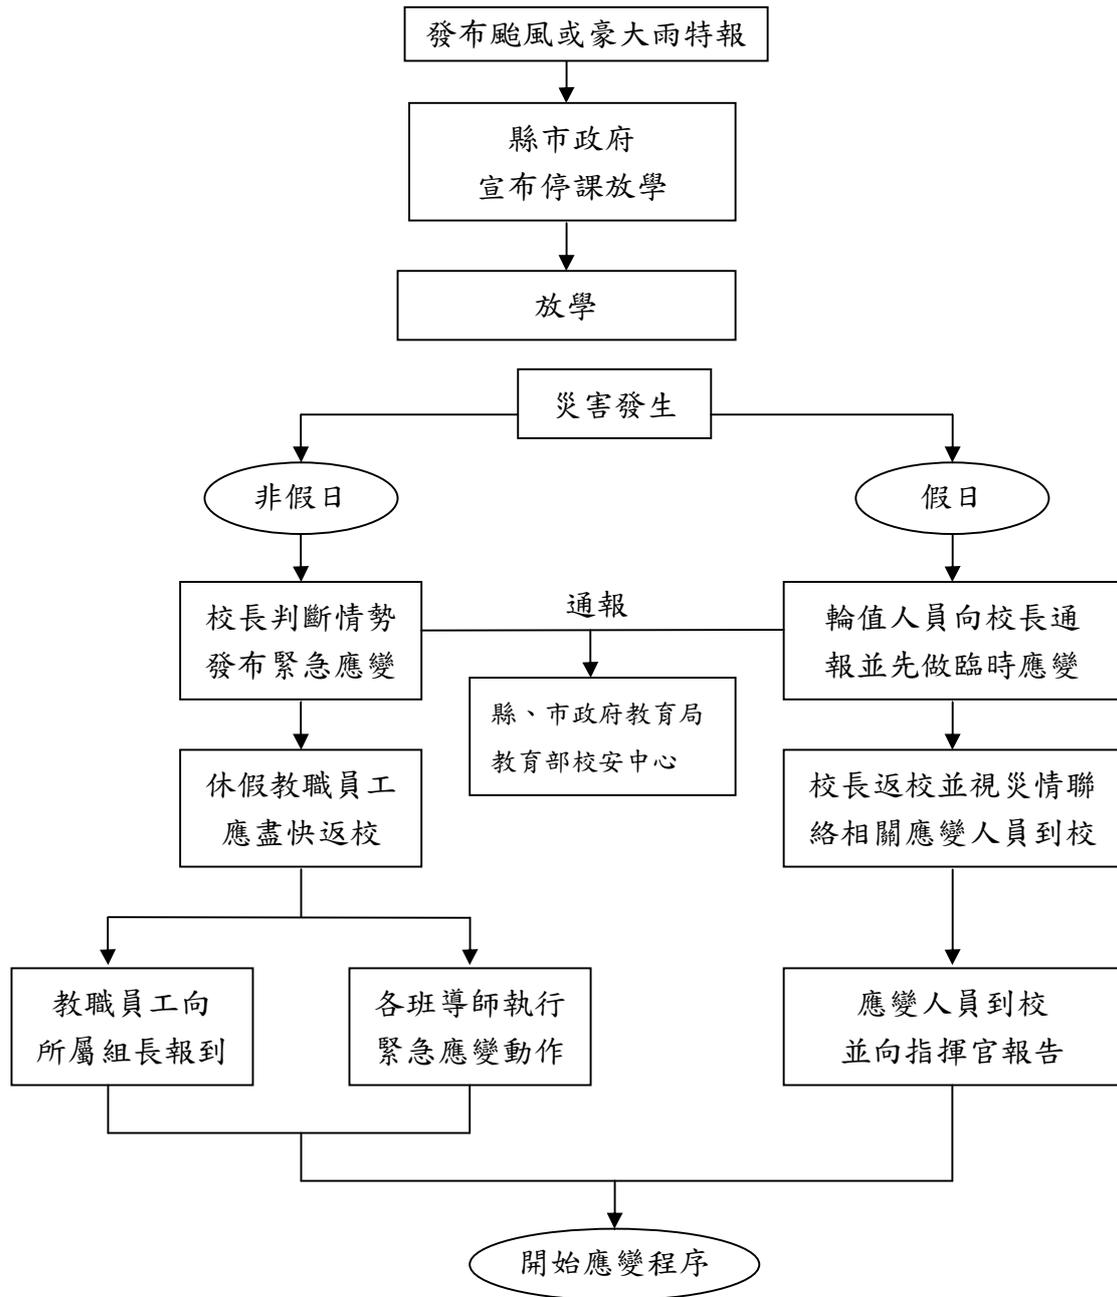 發布颱風或豪大雨特報
縣市政府
宣布停課放學
放學
災害發生
非假日
假日
校長判斷情勢
發布緊急應變
通報
輪值人員向校長通
報並先做臨時應變
縣、市政府教育局
教育部校安中心
休假教職員工
應盡快返校
校長返校並視災情聯
絡相關應變人員到校
教職員工向
所屬組長報到
各班導師執行
緊急應變動作
應變人員到校
並向指揮官報告
開始應變程序